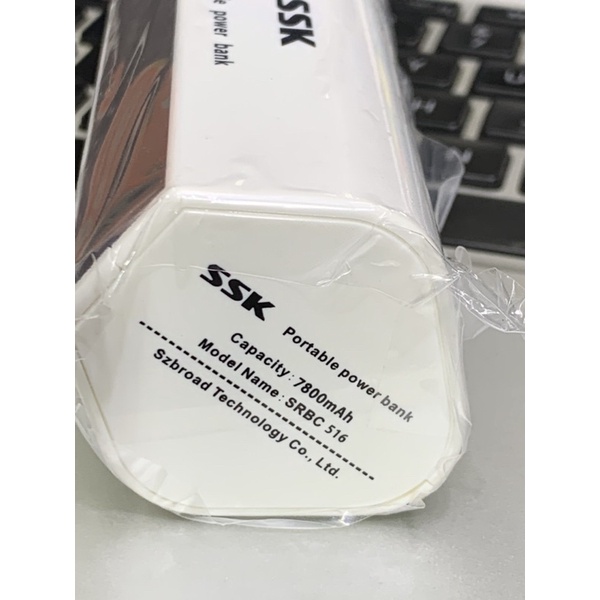 SSK
power bank
SSK Portable power bank
Capacity: 7800mAh
Model Name: SRBC 516
Szbroad Technology Co., Ltd.